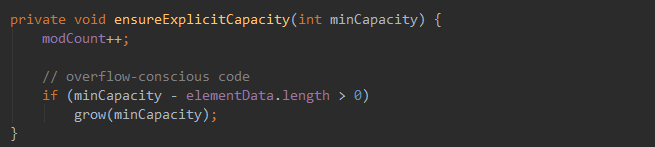 private void ensureExplicitCapacity(int minCapacity) {
    modCount++;

    // overflow-conscious code
    if (minCapacity - elementData.length > 0)
        grow(minCapacity);
}